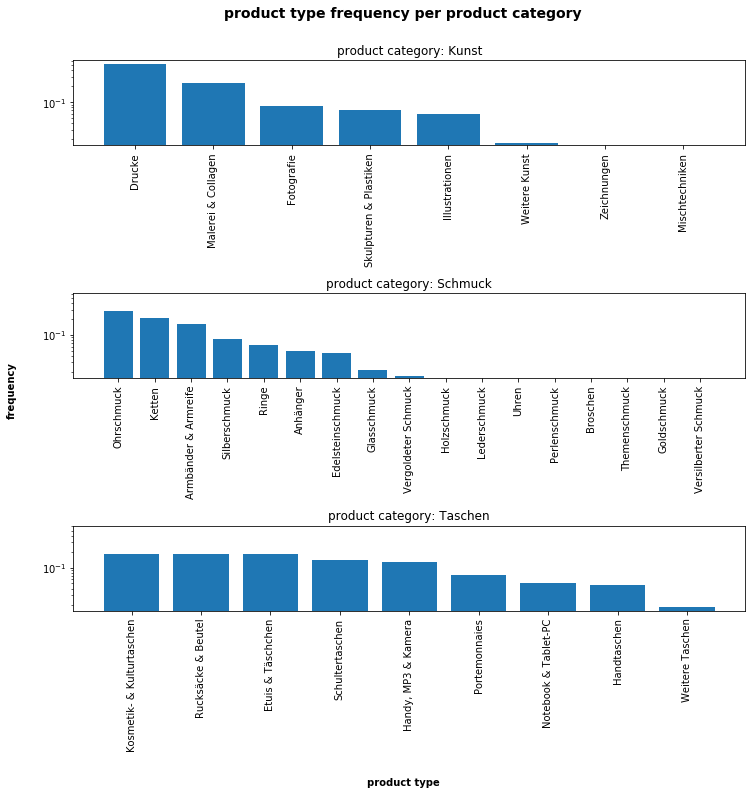 product type frequency per product category
product category: Kunst
10⁻¹
Drucke
Malerei & Collagen
Fotografie
Skulpturen & Plastiken
Illustrationen
Weitere Kunst
Zeichnungen
Mischtechniken
product category: Schmuck
10⁻¹
Ohrschmuck
Ketten
Armbänder & Armreife
Silberschmuck
Ringe
Anhänger
Edelsteinschmuck
Glasschmuck
Vergoldeter Schmuck
Holzschmuck
Lederschmuck
Uhren
Perlenschmuck
Broschen
Themenschmuck
Goldschmuck
Versilberter Schmuck
frequency
product category: Taschen
10⁻¹
Kosmetik- & Kulturtaschen
Rucksäcke & Beutel
Etuis & Täschchen
Schultertaschen
Handy, MP3 & Kamera
Portemonnaies
Notebook & Tablet-PC
Handtaschen
Weitere Taschen
product type